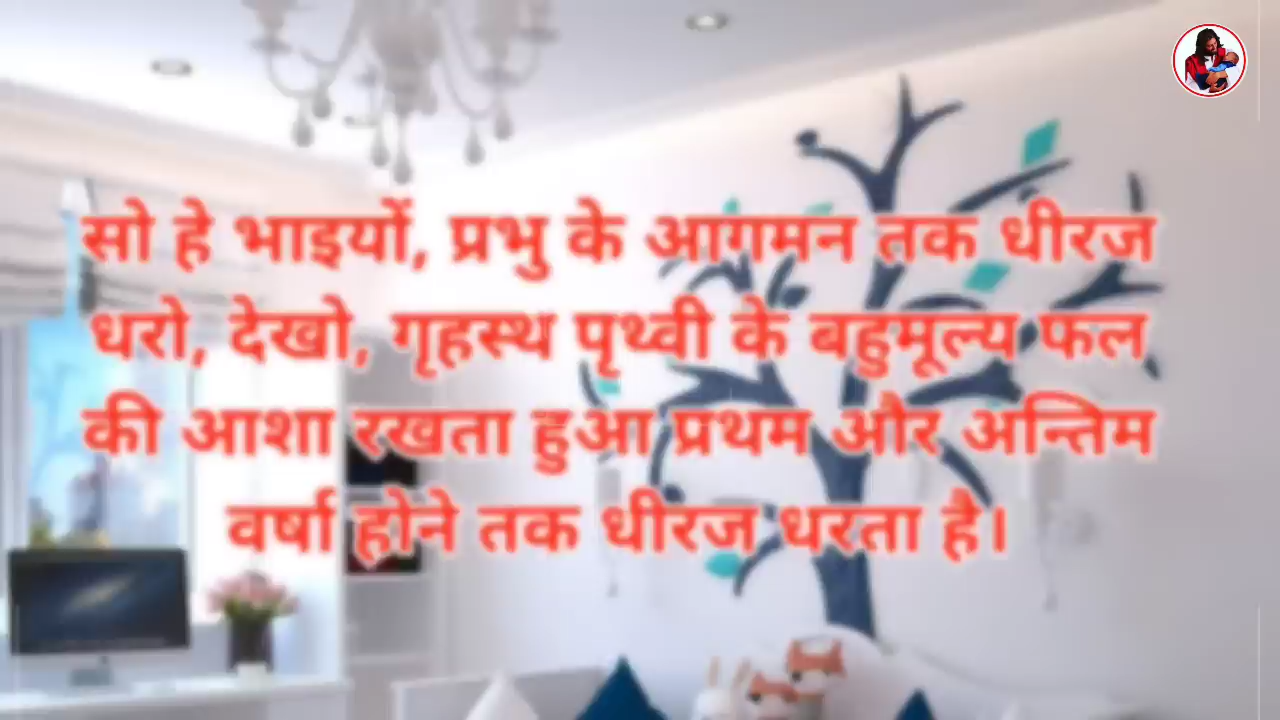 सो हे भाइयों, प्रभु के आगमन तक धीरज
धरो, देखो, गृहस्थ पृथ्वी के बहुमूल्य फल
की आशा रखता हुआ प्रथम और अन्तिम
वर्षा होने तक धीरज धरता है।